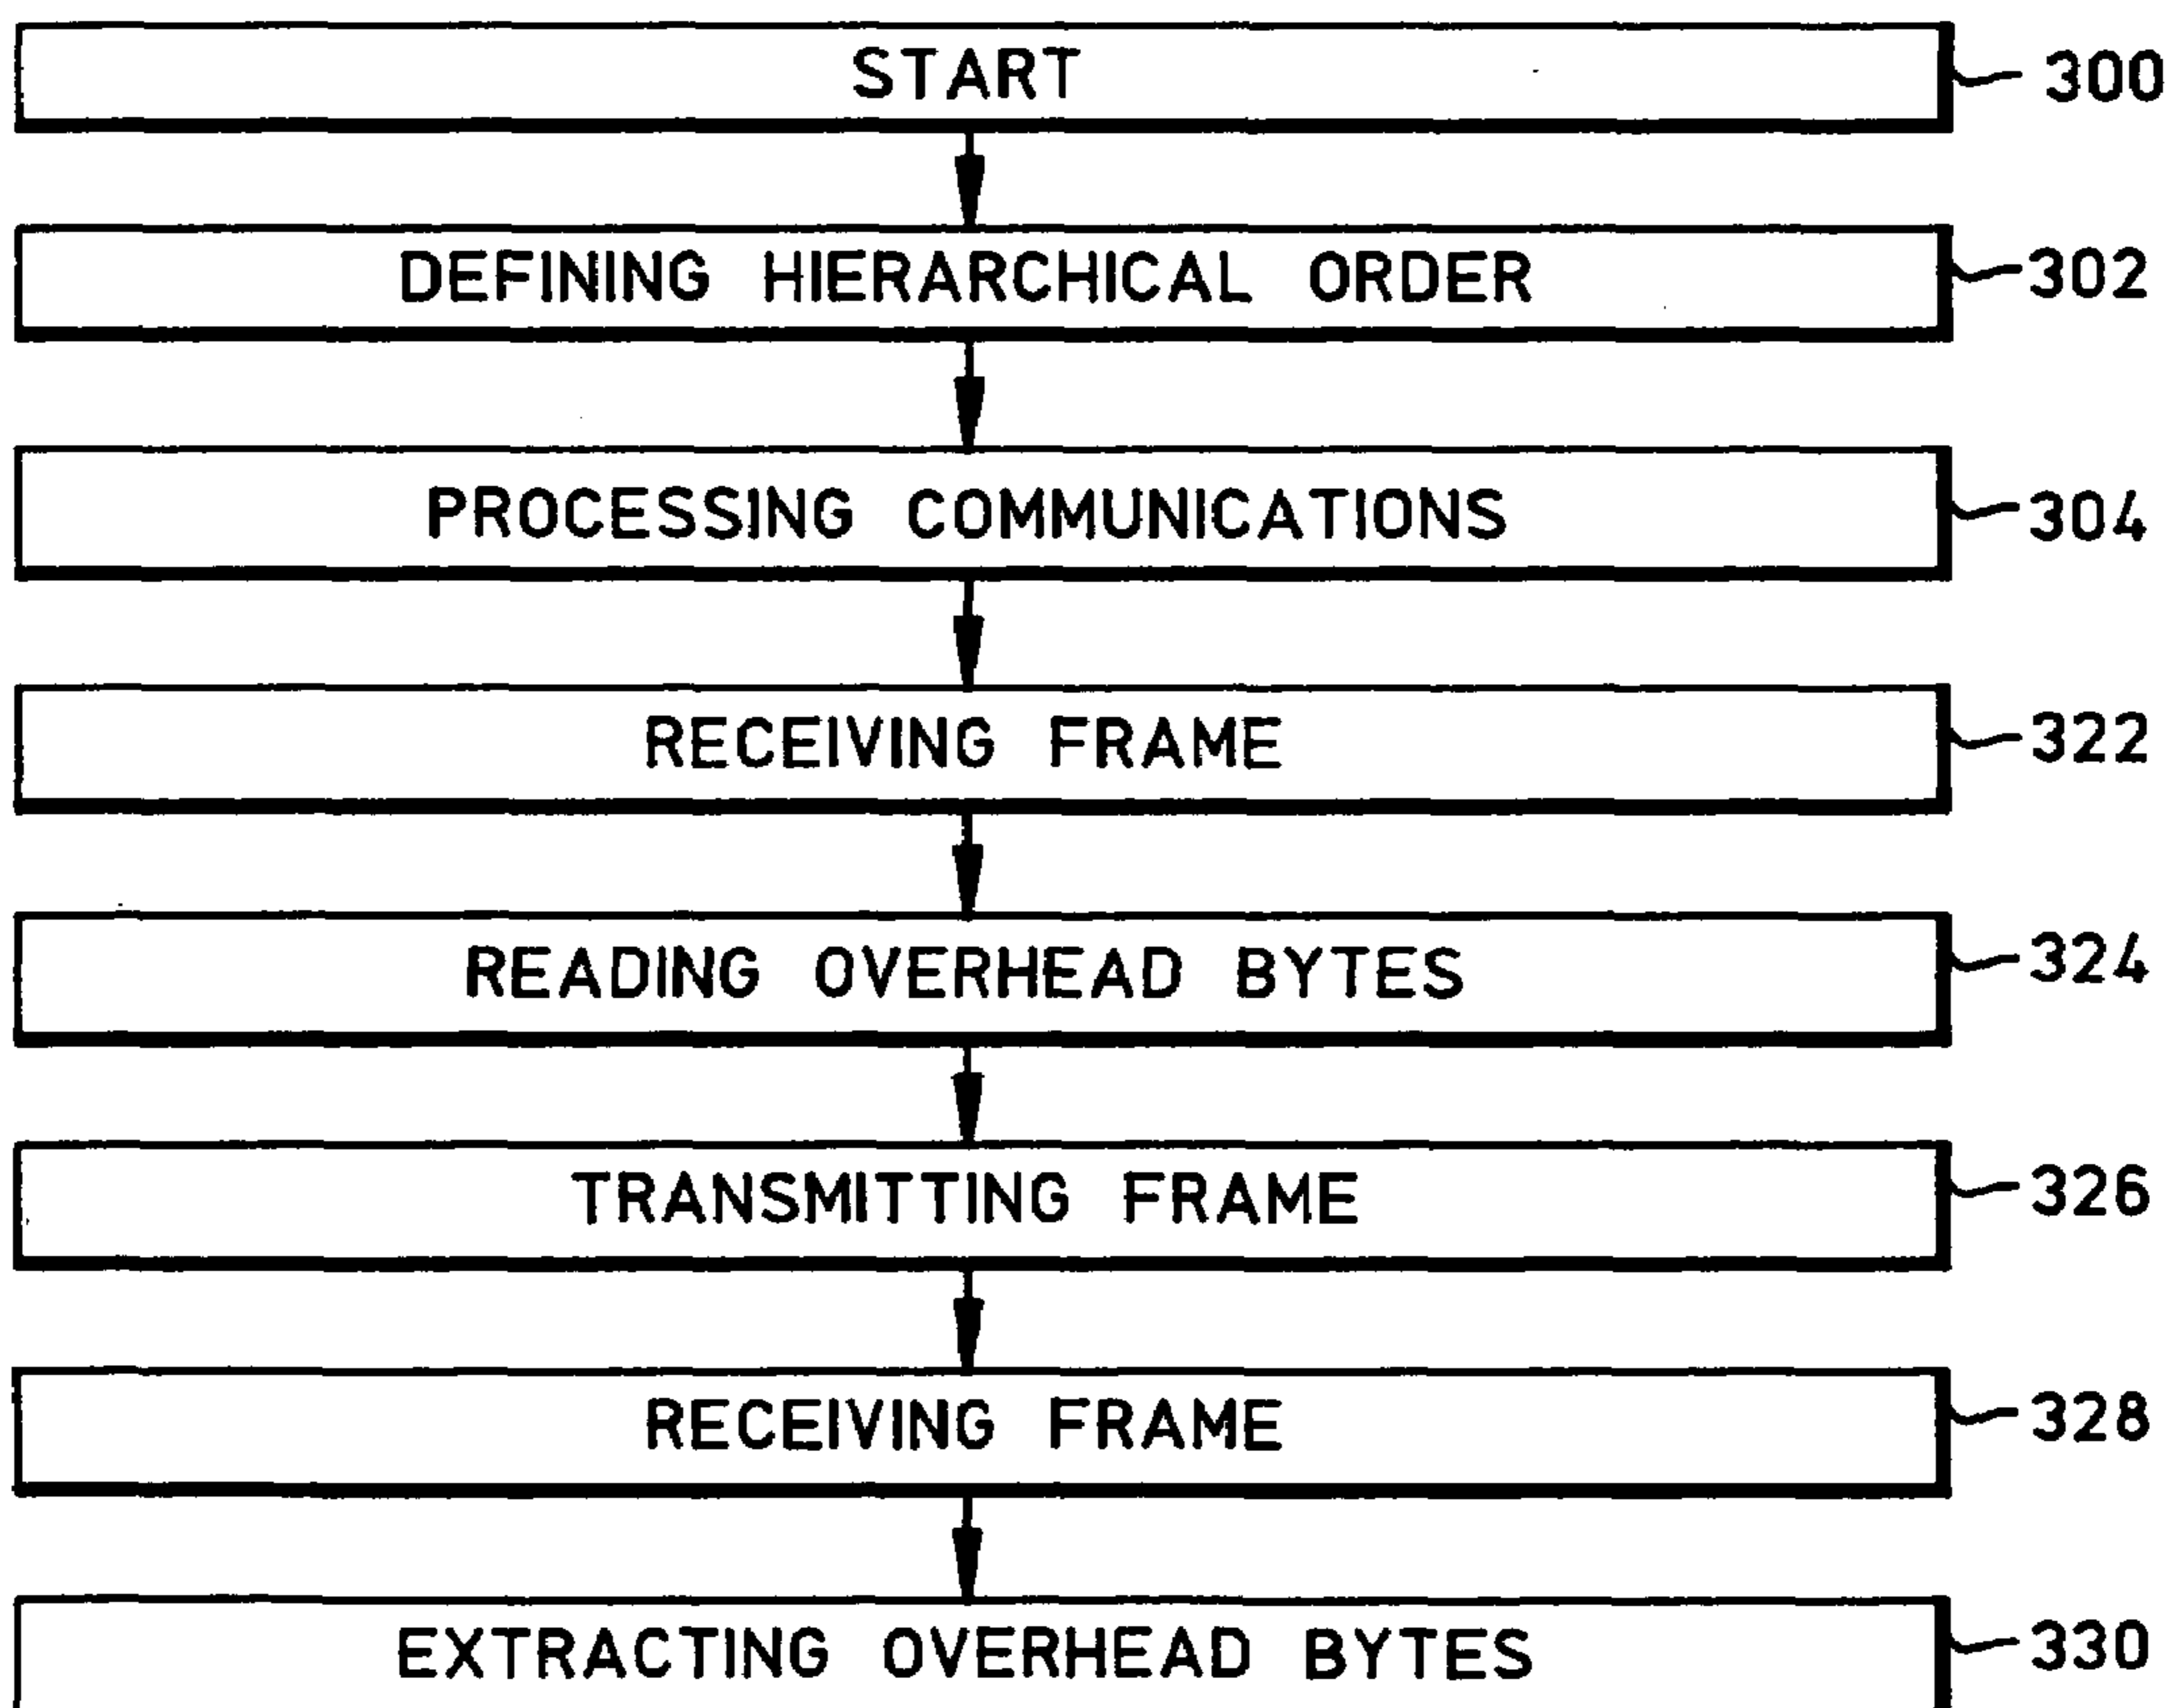 START 300
DEFINING HIERARCHICAL ORDER 302
PROCESSING COMMUNICATIONS 304
RECEIVING FRAME 322
READING OVERHEAD BYTES 324
TRANSMITTING FRAME 326
RECEIVING FRAME 328
EXTRACTING OVERHEAD BYTES 330